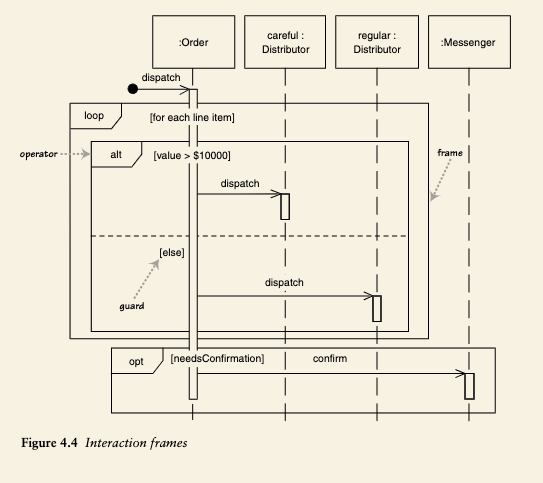 :Order
careful :
Distributor
regular :
Distributor
:Messenger
dispatch
loop
[for each line item]
operator
alt
[value > $10000]
frame
dispatch
[else]
dispatch
guard
opt
[needsConfirmation]
confirm
Figure 4.4 Interaction frames